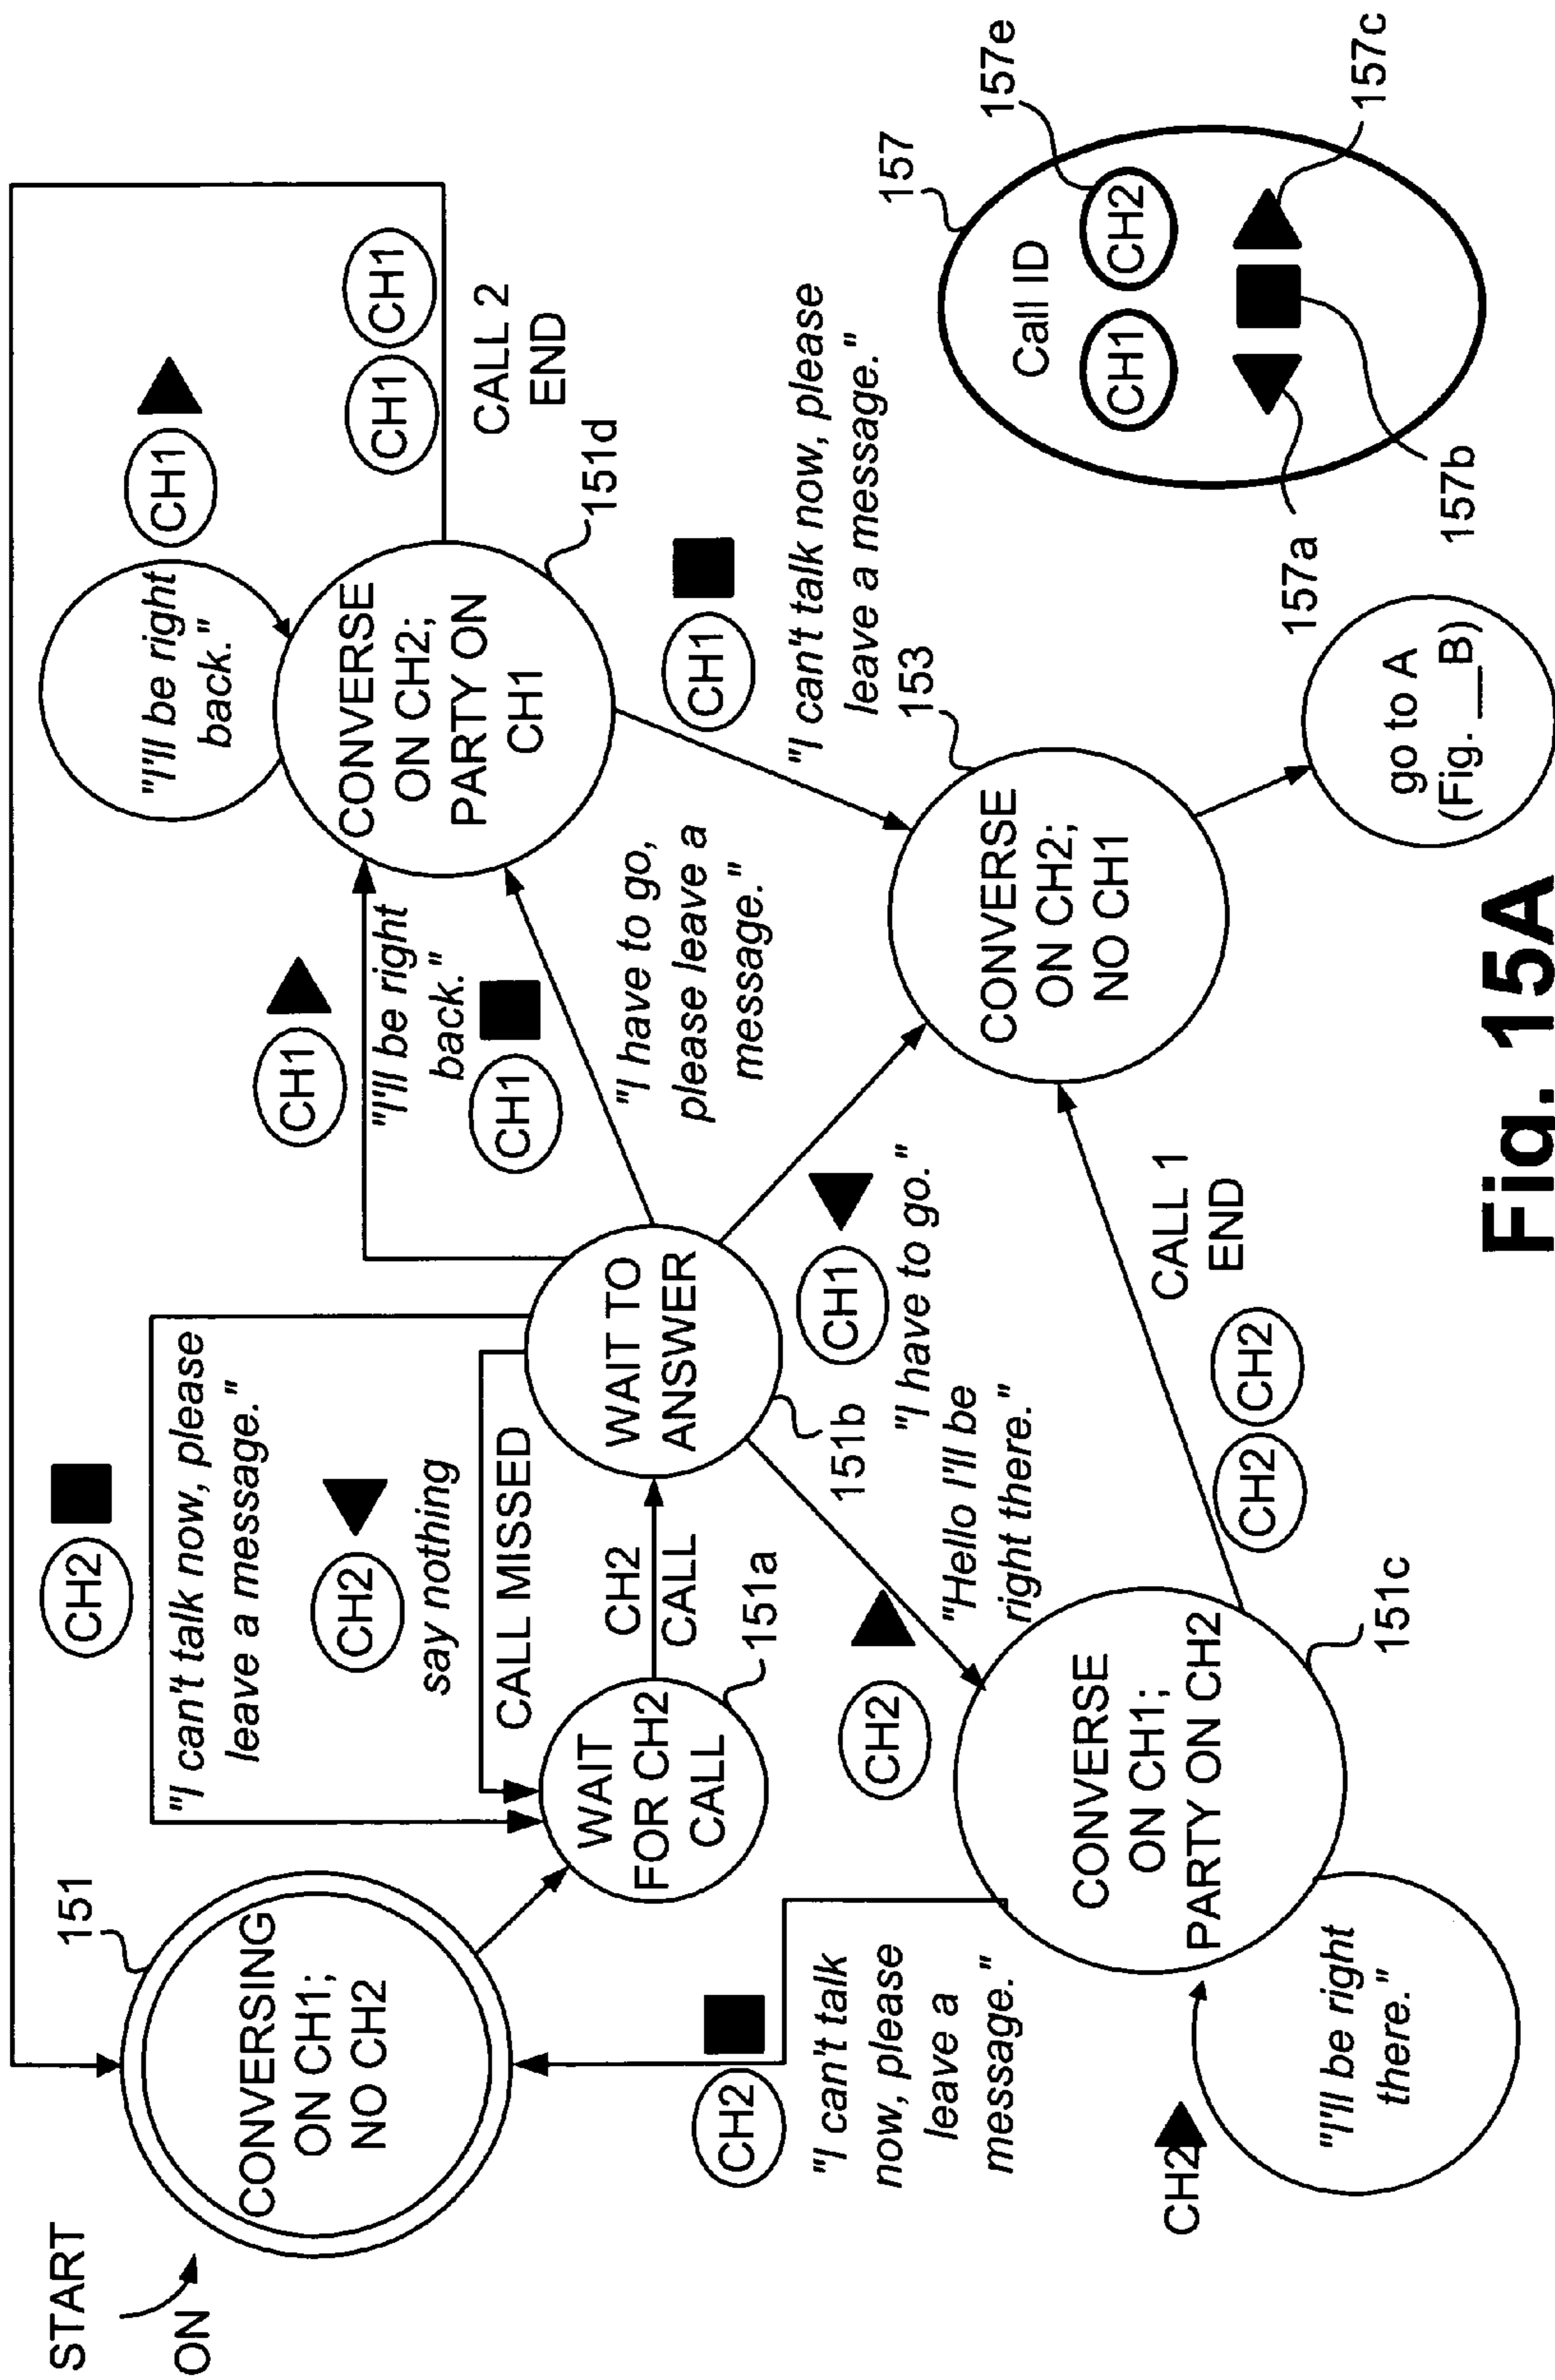 START
ON
151
CONVERSING
ON CH1;
NO CH2
CH2
"I can't talk now, please
leave a message."
CH2
say nothing
CALL MISSED
WAIT
FOR CH2
CALL
151a
CH2
CALL
WAIT TO
ANSWER
151b
CH1
"I'll be right
back."
CH1
"I have to go,
please leave a
message."
"I'll be right
back."
CH1
CONVERSE
ON CH2;
PARTY ON
CH1
151d
CH1
CH1
CALL 2
END
CH1
"I can't talk now, please
leave a message."
CH1
"I have to go."
CH2
"Hello I'll be
right there."
CH2
"I can't talk
now, please
leave a
message."
CONVERSE
ON CH1;
PARTY ON CH2
151c
CH2
"I'll be right
there."
CH2
CH2
CALL 1
END
153
CONVERSE
ON CH2;
NO CH1
go to A
(Fig. __B)
157
157e
Call ID
CH1
CH2
157a
157b
157c
Fig. 15A